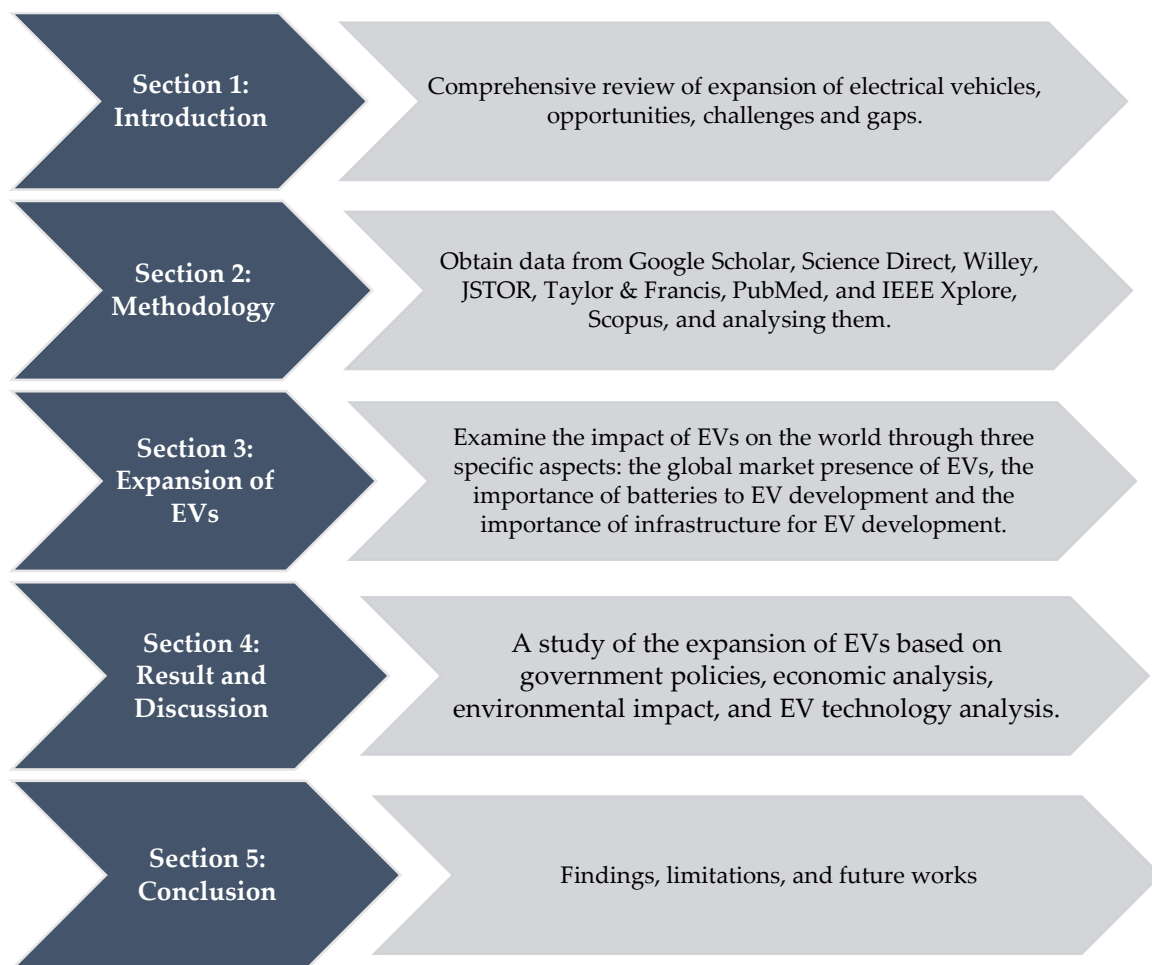 Section 1:
Introduction
Comprehensive review of expansion of electrical vehicles,
opportunities, challenges and gaps.
Section 2:
Methodology
Obtain data from Google Scholar, Science Direct, Willey,
JSTOR, Taylor & Francis, PubMed, and IEEE Xplore,
Scopus, and analysing them.
Section 3:
Expansion of
EVs
Examine the impact of EVs on the world through three
specific aspects: the global market presence of EVs, the
importance of batteries to EV development and the
importance of infrastructure for EV development.
Section 4:
Result and
Discussion
A study of the expansion of EVs based on
government policies, economic analysis,
environmental impact, and EV technology analysis.
Section 5:
Conclusion
Findings, limitations, and future works